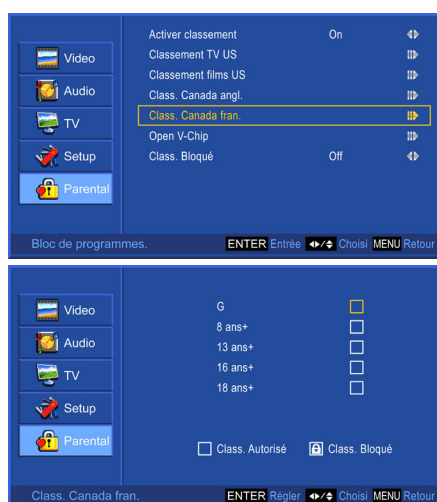 Activer classement On
Video Classement TV US
Classement films US
Audio Class. Canada angl.
TV Class. Canada fran.
Open V-Chip
Setup Class. Bloqué Off
Parental
Bloc de programmes. ENTER Entrée Choisi MENU Retour
Video G
8 ans+
Audio 13 ans+
TV 16 ans+
18 ans+
Setup
Parental Class. Autorisé Class. Bloqué
Class. Canada fran. ENTER Régler Choisi MENU Retour